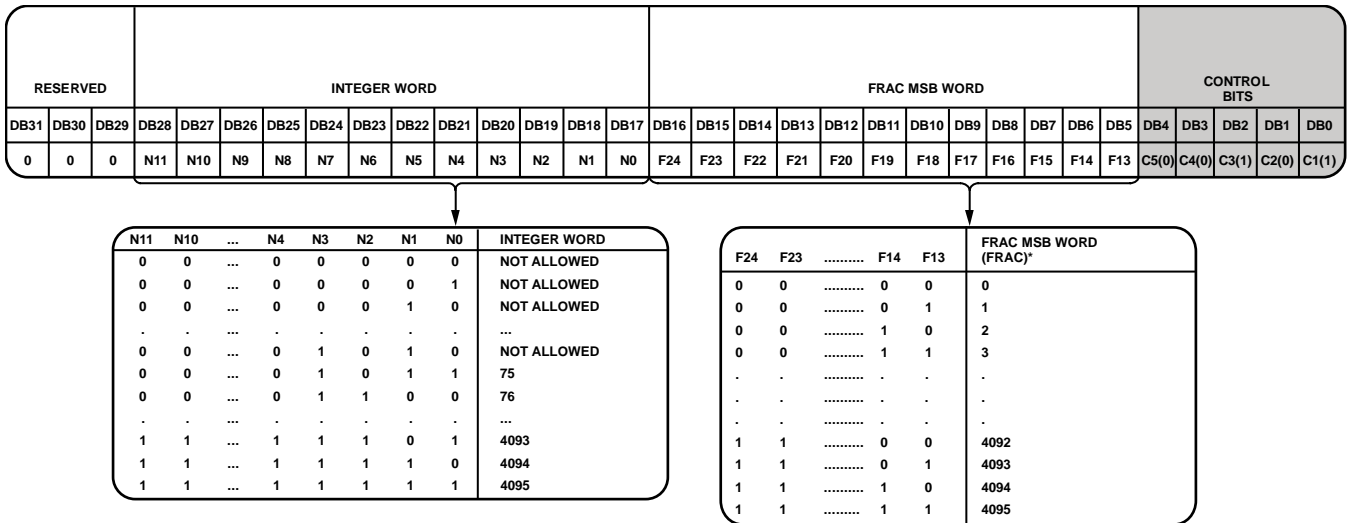 RESERVED INTEGER WORD FRAC MSB WORD CONTROL
BITS
DB31 DB30 DB29 DB28 DB27 DB26 DB25 DB24 DB23 DB22 DB21 DB20 DB19 DB18 DB17 DB16 DB15 DB14 DB13 DB12 DB11 DB10 DB9 DB8 DB7 DB6 DB5 DB4 DB3 DB2 DB1 DB0
0 0 0 N11 N10 N9 N8 N7 N6 N5 N4 N3 N2 N1 N0 F24 F23 F22 F21 F20 F19 F18 F17 F16 F15 F14 F13 C5(0) C4(0) C3(1) C2(0) C1(1)
N11 N10 ... N4 N3 N2 N1 N0 INTEGER WORD
0 0 ... 0 0 0 0 0 NOT ALLOWED
0 0 ... 0 0 0 0 1 NOT ALLOWED
0 0 ... 0 0 0 1 0 NOT ALLOWED
. . ... . . . . . ...
0 0 ... 0 1 0 1 0 NOT ALLOWED
0 0 ... 0 1 0 1 1 75
0 0 ... 0 1 1 0 0 76
. . ... . . . . . ...
1 1 ... 1 1 1 0 1 4093
1 1 ... 1 1 1 1 0 4094
1 1 ... 1 1 1 1 1 4095
F24 F23 .......... F14 F13 FRAC MSB WORD
(FRAC)*
0 0 .......... 0 0 0
0 0 .......... 0 1 1
0 0 .......... 1 0 2
0 0 .......... 1 1 3
. . .......... . . .
. . .......... . . .
. . .......... . . .
1 1 .......... 0 0 4092
1 1 .......... 0 1 4093
1 1 .......... 1 0 4094
1 1 ......... 1 1 4095